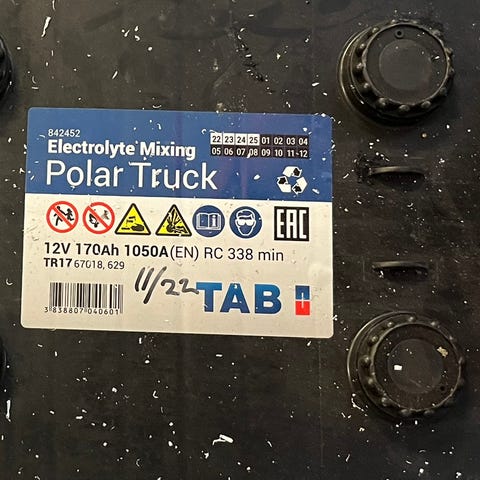 842452
Electrolyte Mixing
Polar Truck
22 23 24 25 01 02 03 04
05 06 07 08 09 10 11 12
EAC
12V 170Ah 1050A (EN) RC 338 min
TR17 67018, 629
11/22
TAB
3 838807 040601